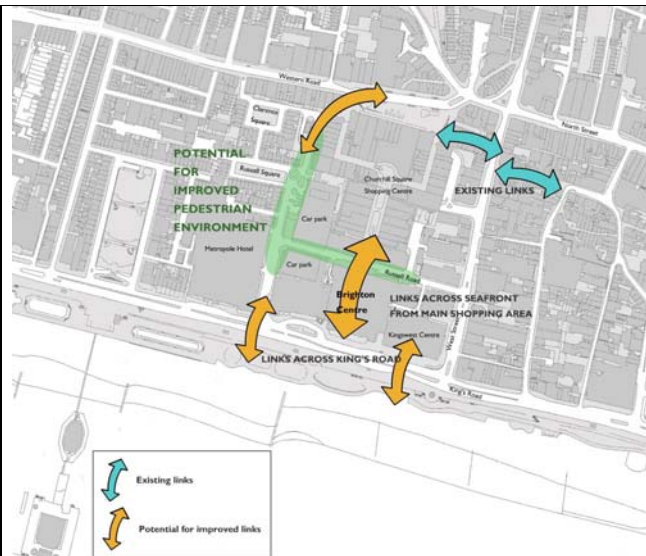 Western Road
Clarence
Square
North Street
POTENTIAL
FOR
IMPROVED
PEDESTRIAN
ENVIRONMENT
Russell Square
Churchill Square
Shopping Centre
EXISTING LINKS
Car park
Metropole Hotel
Car park
Russell Road
Brighton
Centre
LINKS ACROSS SEAFRONT
FROM MAIN SHOPPING AREA
Kingswest Centre
West Street
LINKS ACROSS KING'S ROAD
King's Road
Existing links
Potential for improved links